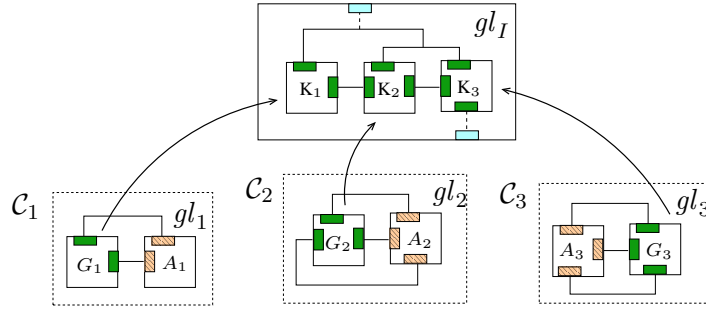 gl_I
K_1 K_2 K_3
C_1 gl_1 C_2 gl_2 C_3 gl_3
G_1 A_1 G_2 A_2 A_3 G_3